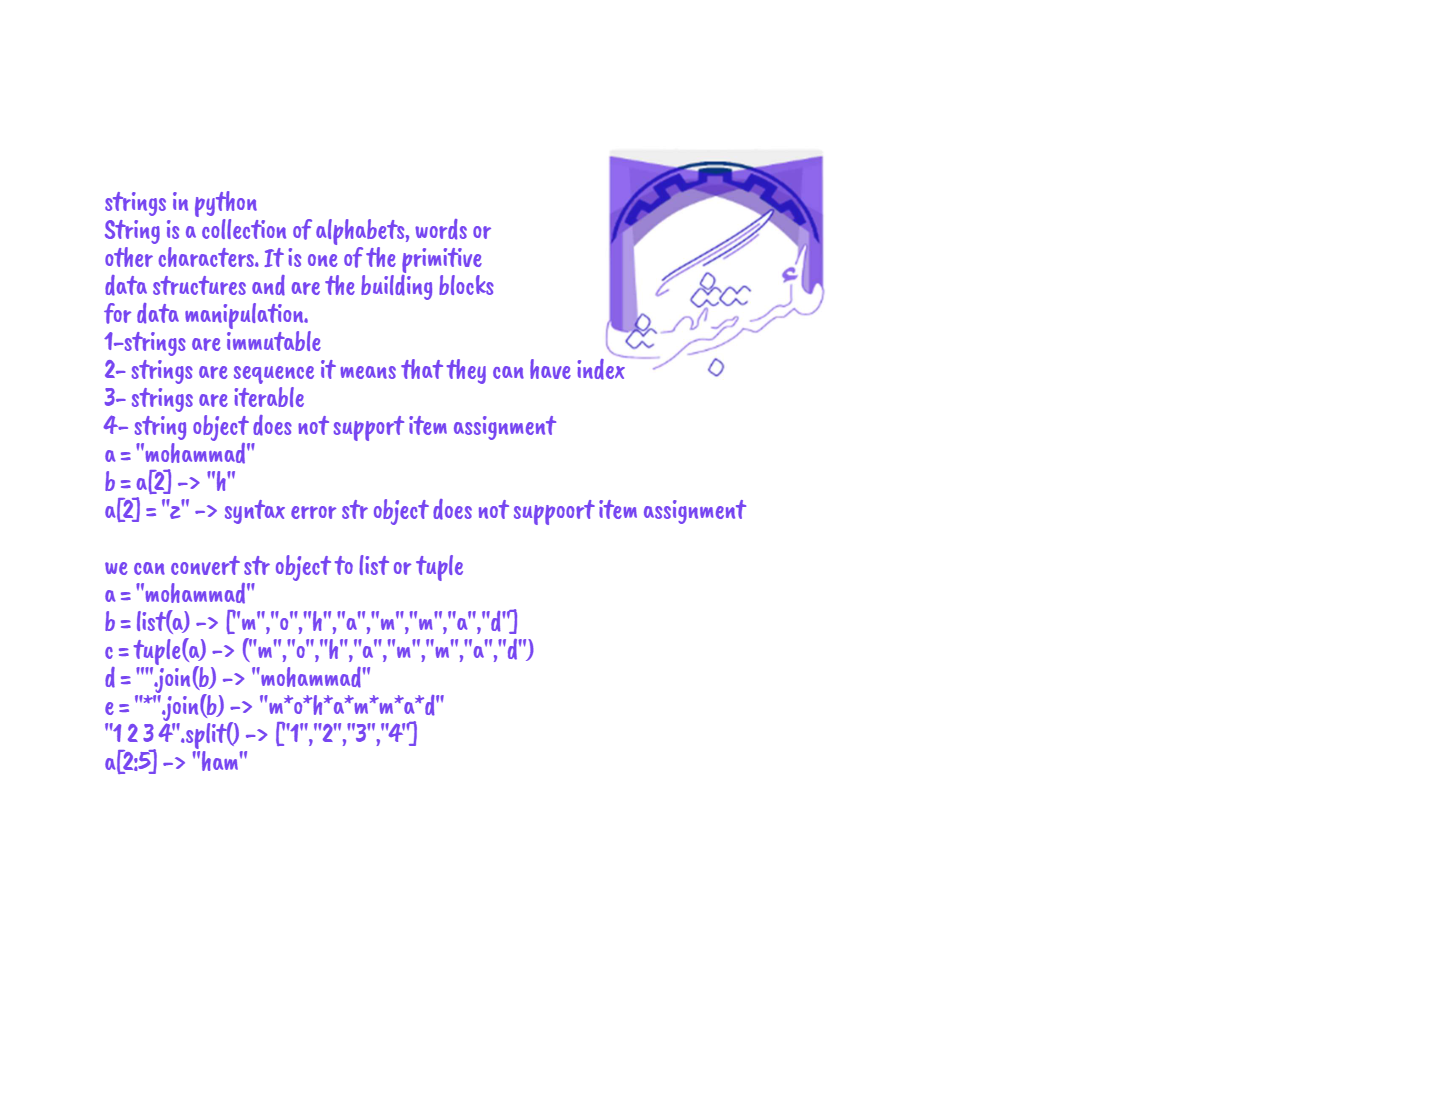 strings in python
String is a collection of alphabets, words or
other characters. It is one of the primitive
data structures and are the building blocks
for data manipulation.
1-strings are immutable
2- strings are sequence it means that they can have index
3- strings are iterable
4- string object does not support item assignment
a = "mohammad"
b = a[2] -> "h"
a[2] = "z" -> syntax error str object does not suppoort item assignment
we can convert str object to list or tuple
a = "mohammad"
b = list(a) -> ["m","o","h","a","m","m","a","d"]
c = tuple(a) -> ("m","o","h","a","m","m","a","d")
d = "".join(b) -> "mohammad"
e = "*".join(b) -> "m*o*h*a*m*m*a*d"
"1 2 3 4".split() -> ["1","2","3","4"]
a[2:5] -> "ham"